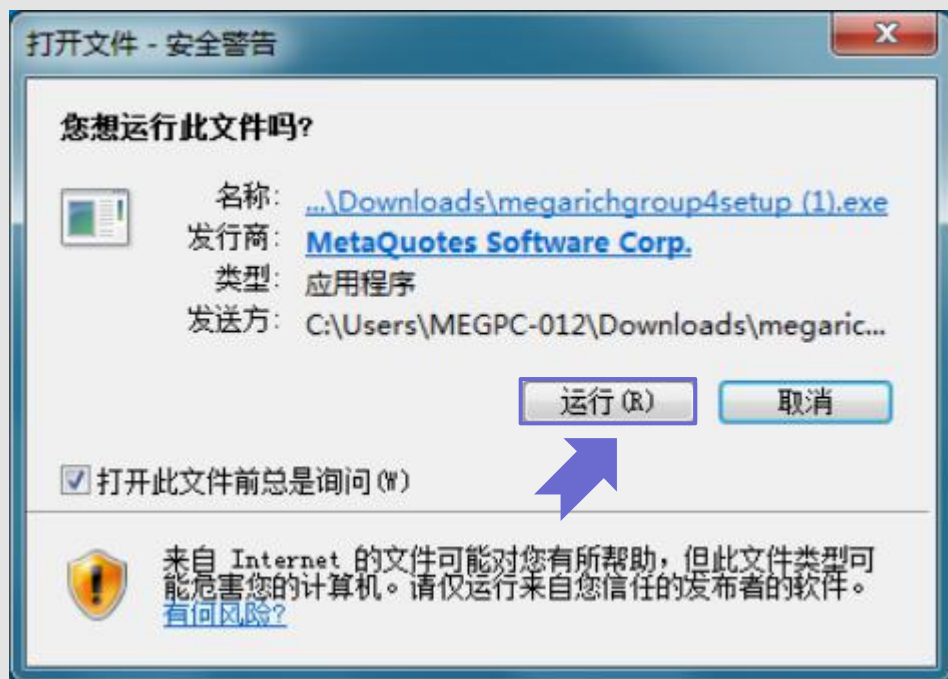 打开文件 - 安全警告
您想运行此文件吗?
名称: ...\Downloads\megarichgroup4setup (1).exe
发行商: MetaQuotes Software Corp.
类型: 应用程序
发送方: C:\Users\MEGPC-012\Downloads\megaric...
运行(R) 取消
打开此文件前总是询问(W)
来自 Internet 的文件可能对您有所帮助，但此文件类型可
能危害您的计算机。请仅运行来自您信任的发布者的软件。
有何风险?